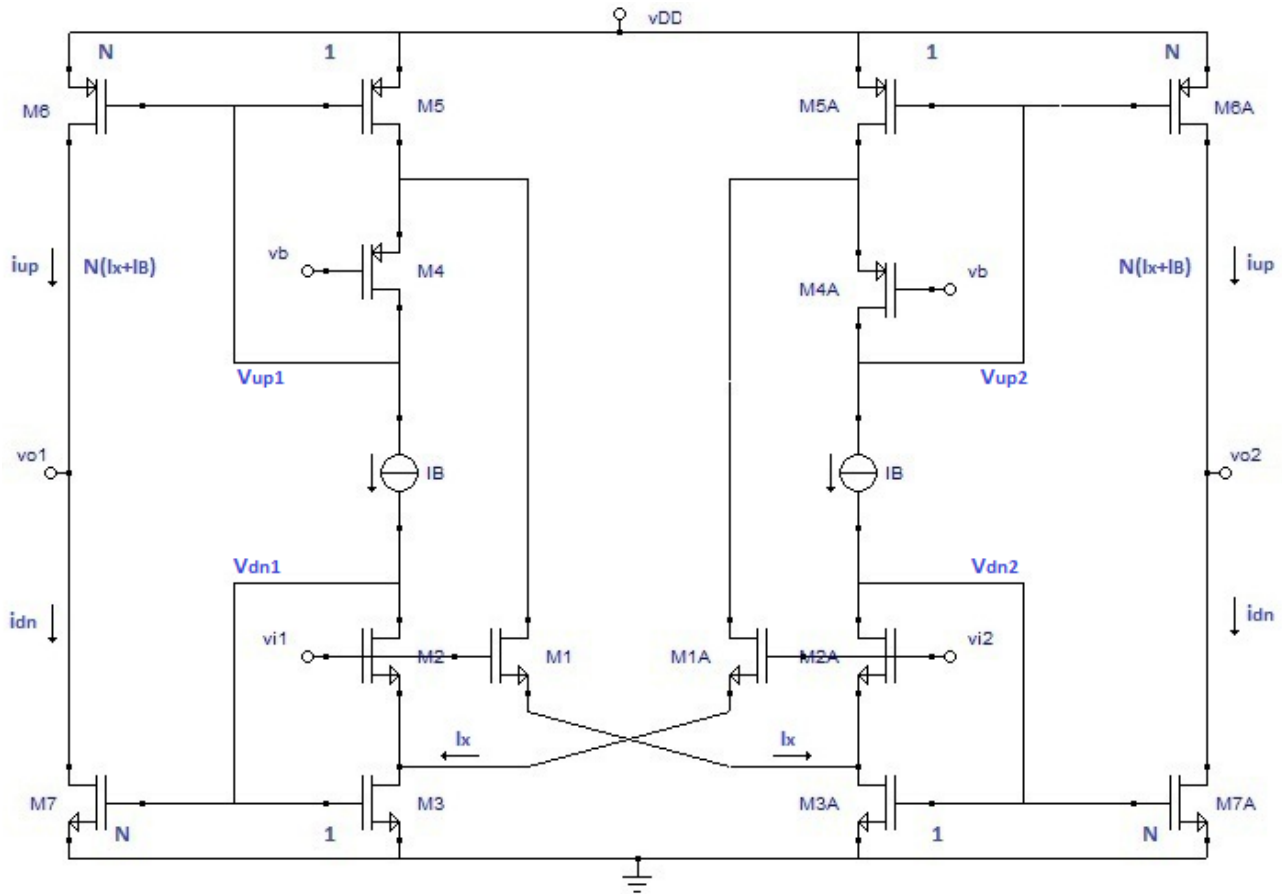 vDD
N 1 1 N
M6 M5 M5A M6A
vb M4 M4A vb
iup N(Ix+IB) N(Ix+IB) iup
Vup1 Vup2
vo1 IB IB vo2
Vdn1 Vdn2
idn idn
vi1 M2 M1 M1A M2A vi2
Ix Ix
M7 M3 M3A M7A
N 1 1 N